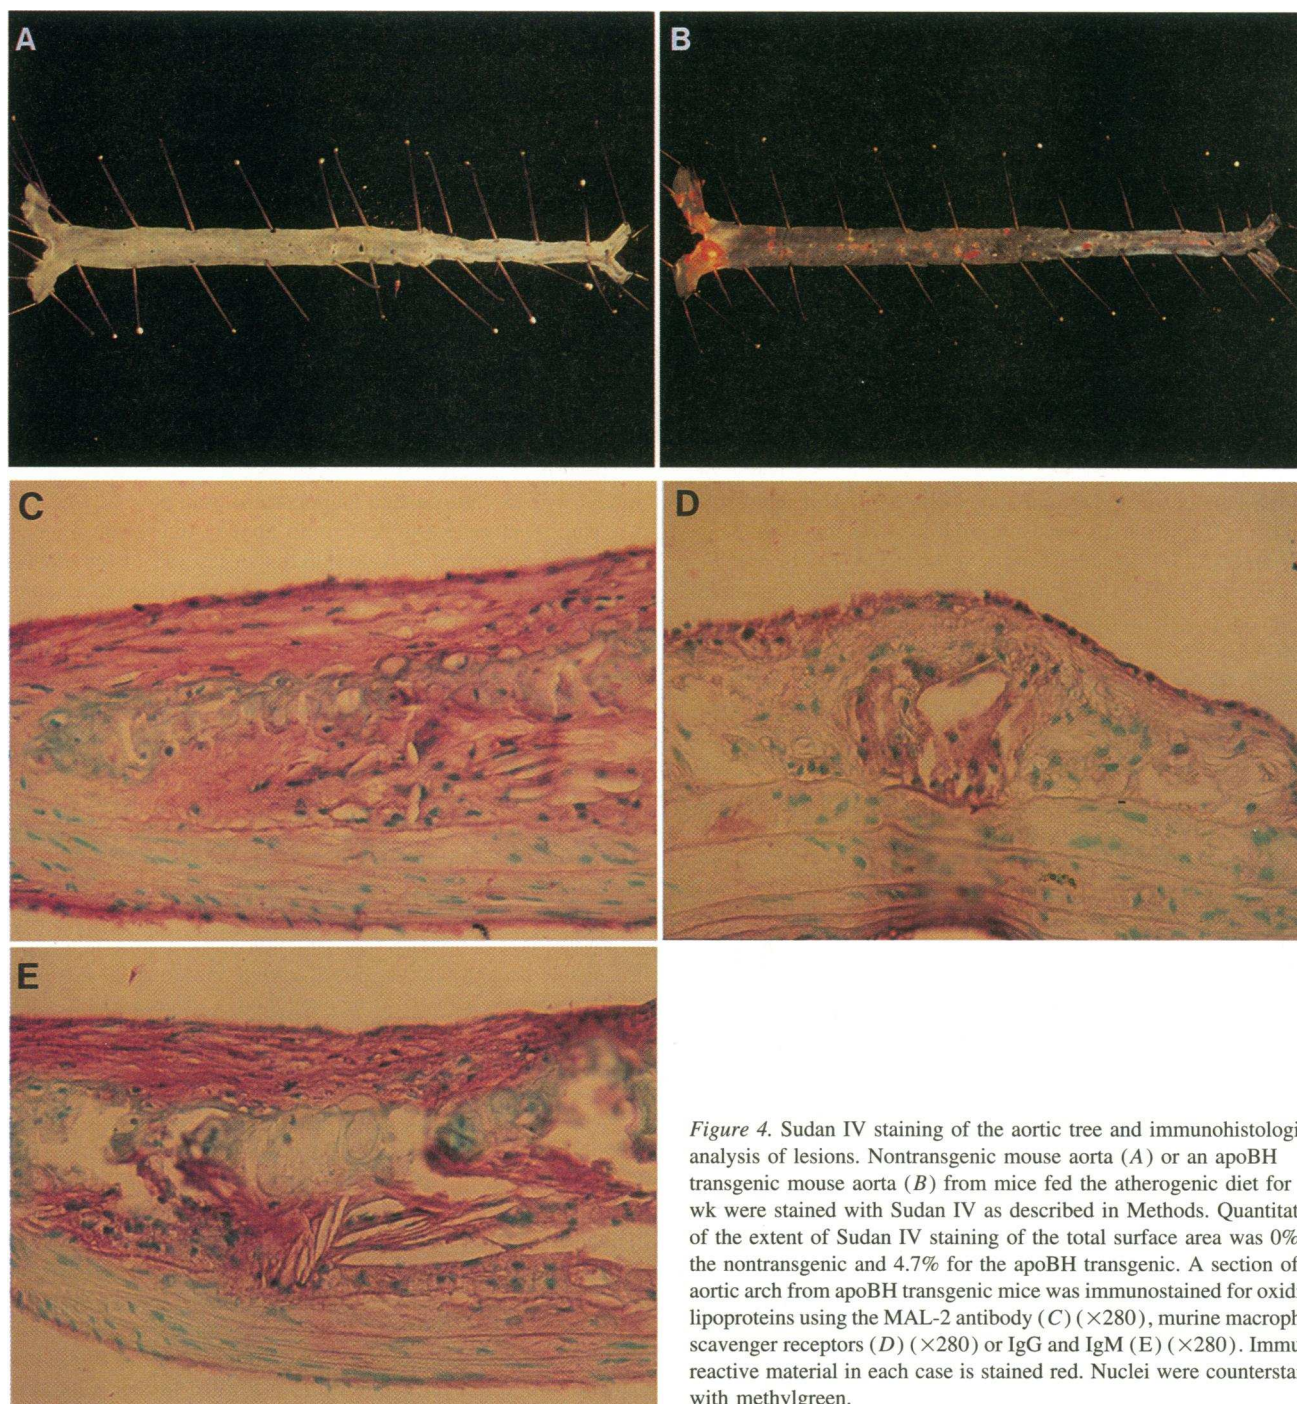 A
B
C
D
E
Figure 4. Sudan IV staining of the aortic tree and immunohistologi
analysis of lesions. Nontransgenic mouse aorta (A) or an apoBH
transgenic mouse aorta (B) from mice fed the atherogenic diet for
wk were stained with Sudan IV as described in Methods. Quantitat
of the extent of Sudan IV staining of the total surface area was 0%
the nontransgenic and 4.7% for the apoBH transgenic. A section of
aortic arch from apoBH transgenic mice was immunostained for oxidi
lipoproteins using the MAL-2 antibody (C) (×280), murine macroph
scavenger receptors (D) (×280) or IgG and IgM (E) (×280). Immu
reactive material in each case is stained red. Nuclei were counterstai
with methylgreen.